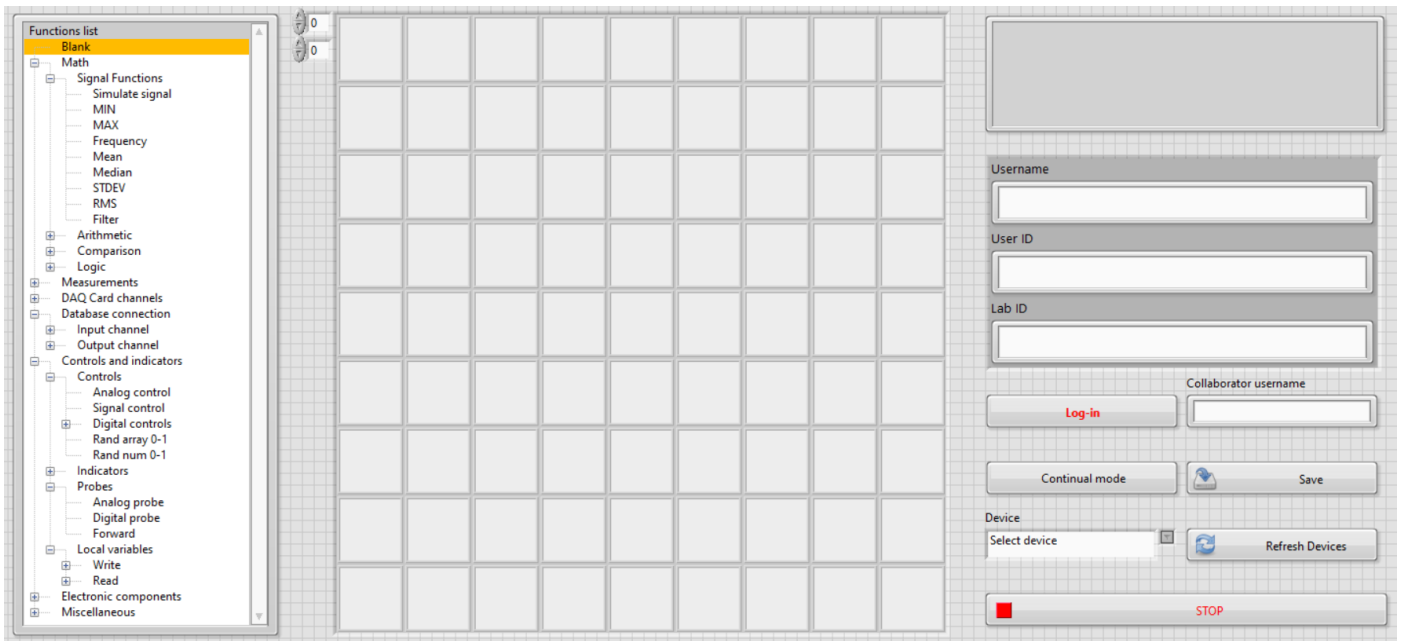 Functions list
Blank
Math
Signal Functions
Simulate signal
MIN
MAX
Frequency
Mean
Median
STDEV
RMS
Filter
Arithmetic
Comparison
Logic
Measurements
DAQ Card channels
Database connection
Input channel
Output channel
Controls and indicators
Controls
Analog control
Signal control
Digital controls
Rand array 0-1
Rand num 0-1
Indicators
Probes
Analog probe
Digital probe
Forward
Local variables
Write
Read
Electronic components
Miscellaneous
0
0
Username
User ID
Lab ID
Collaborator username
Log-in
Continual mode
Save
Device
Select device
Refresh Devices
STOP